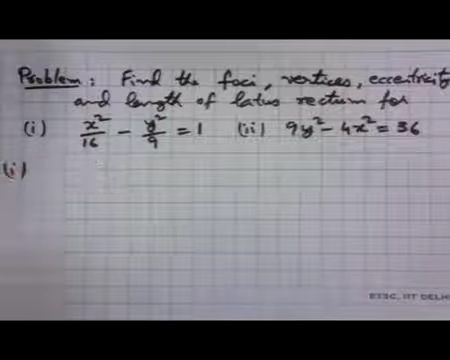 Problem: Find the foci, vertices, eccentricity
and length of latus rectum for
(i) x²/16 - y²/9 = 1 (ii) 9y² - 4x² = 36
(i)
ETSC, IIT DELHI